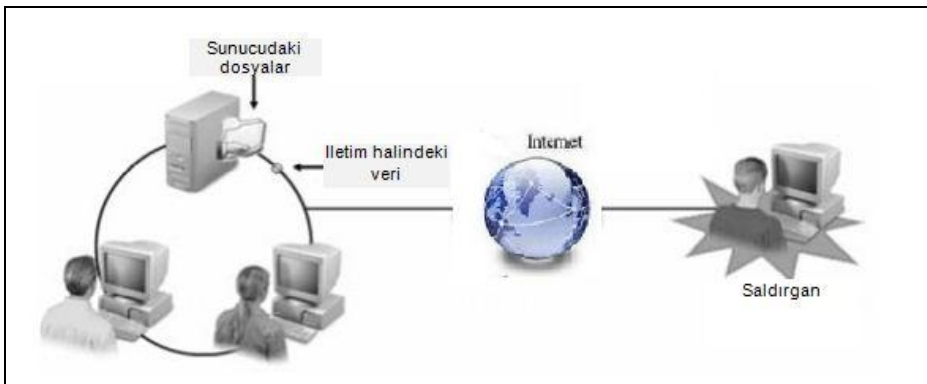 Sunucudaki
dosyalar
Iletim halindeki
veri
Internet
Saldırgan